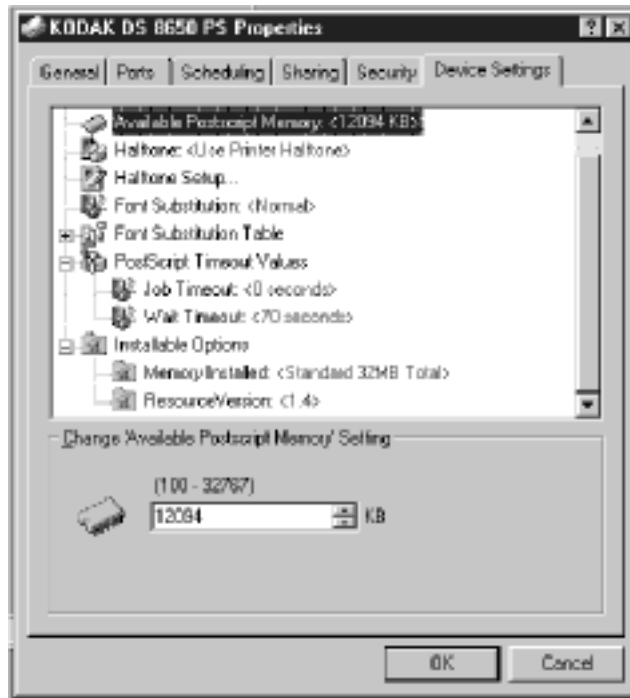 KODAK DS 8650 PS Properties
General Ports Scheduling Sharing Security Device Settings
Available Postscript Memory: <12094 KB>
Halftone: <Use Printer Halftone>
Halftone Setup...
Font Substitution: <Normal>
Font Substitution Table
PostScript Timeout Values
Job Timeout: <0 seconds>
Wait Timeout: <70 seconds>
Installable Options
Memory Installed: <Standard 32MB Total>
ResourceVersion: <1.4>
Change 'Available Postscript Memory' Setting
(100 - 32767)
12094 KB
OK Cancel